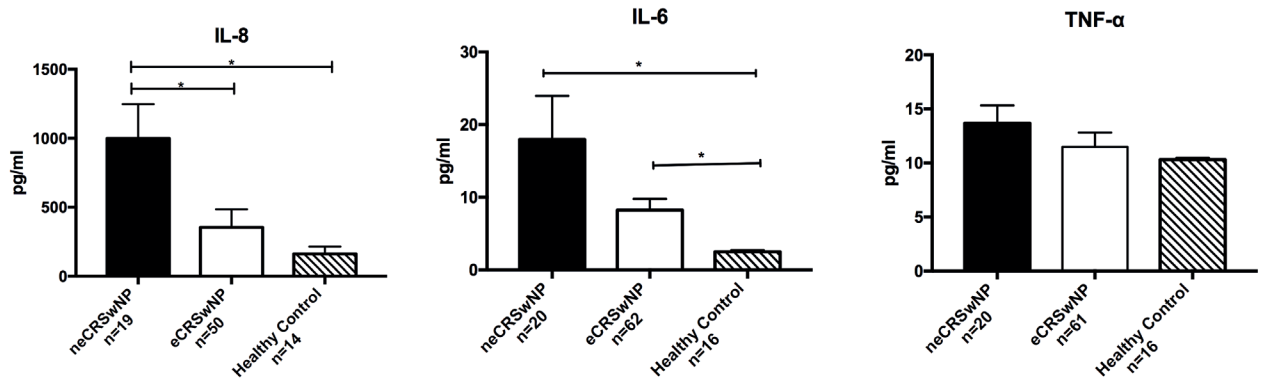 IL-8
pg/ml
1500
1000
500
0
*
*
neCRSwNP
n=19
eCRSwNP
n=50
Healthy Control
n=14
IL-6
pg/ml
30
20
10
0
*
*
neCRSwNP
n=20
eCRSwNP
n=62
Healthy Control
n=16
TNF-α
pg/ml
20
15
10
5
0
neCRSwNP
n=20
eCRSwNP
n=61
Healthy Control
n=16